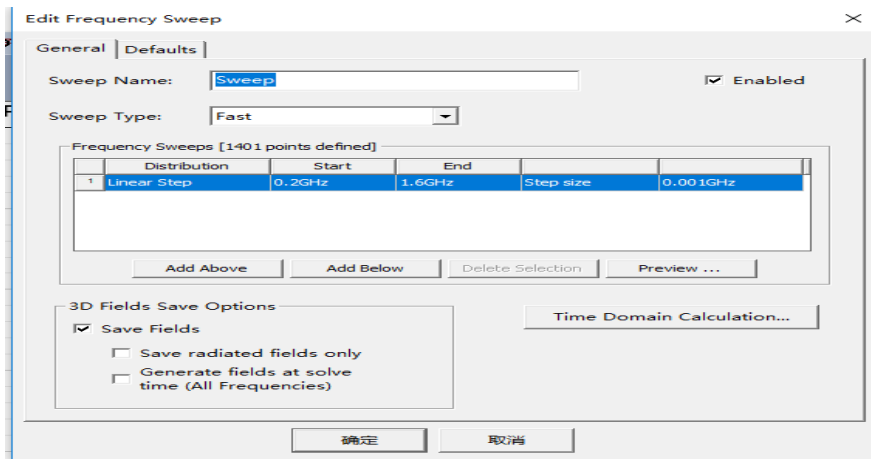 Edit Frequency Sweep
General Defaults
Sweep Name: Sweep Enabled
Sweep Type: Fast
Frequency Sweeps [1401 points defined]
Distribution Start End
1 Linear Step 0.2GHz 1.6GHz Step size 0.001GHz
Add Above Add Below Delete Selection Preview ...
3D Fields Save Options
Time Domain Calculation...
Save Fields
Save radiated fields only
Generate fields at solve
time (All Frequencies)
确定 取消